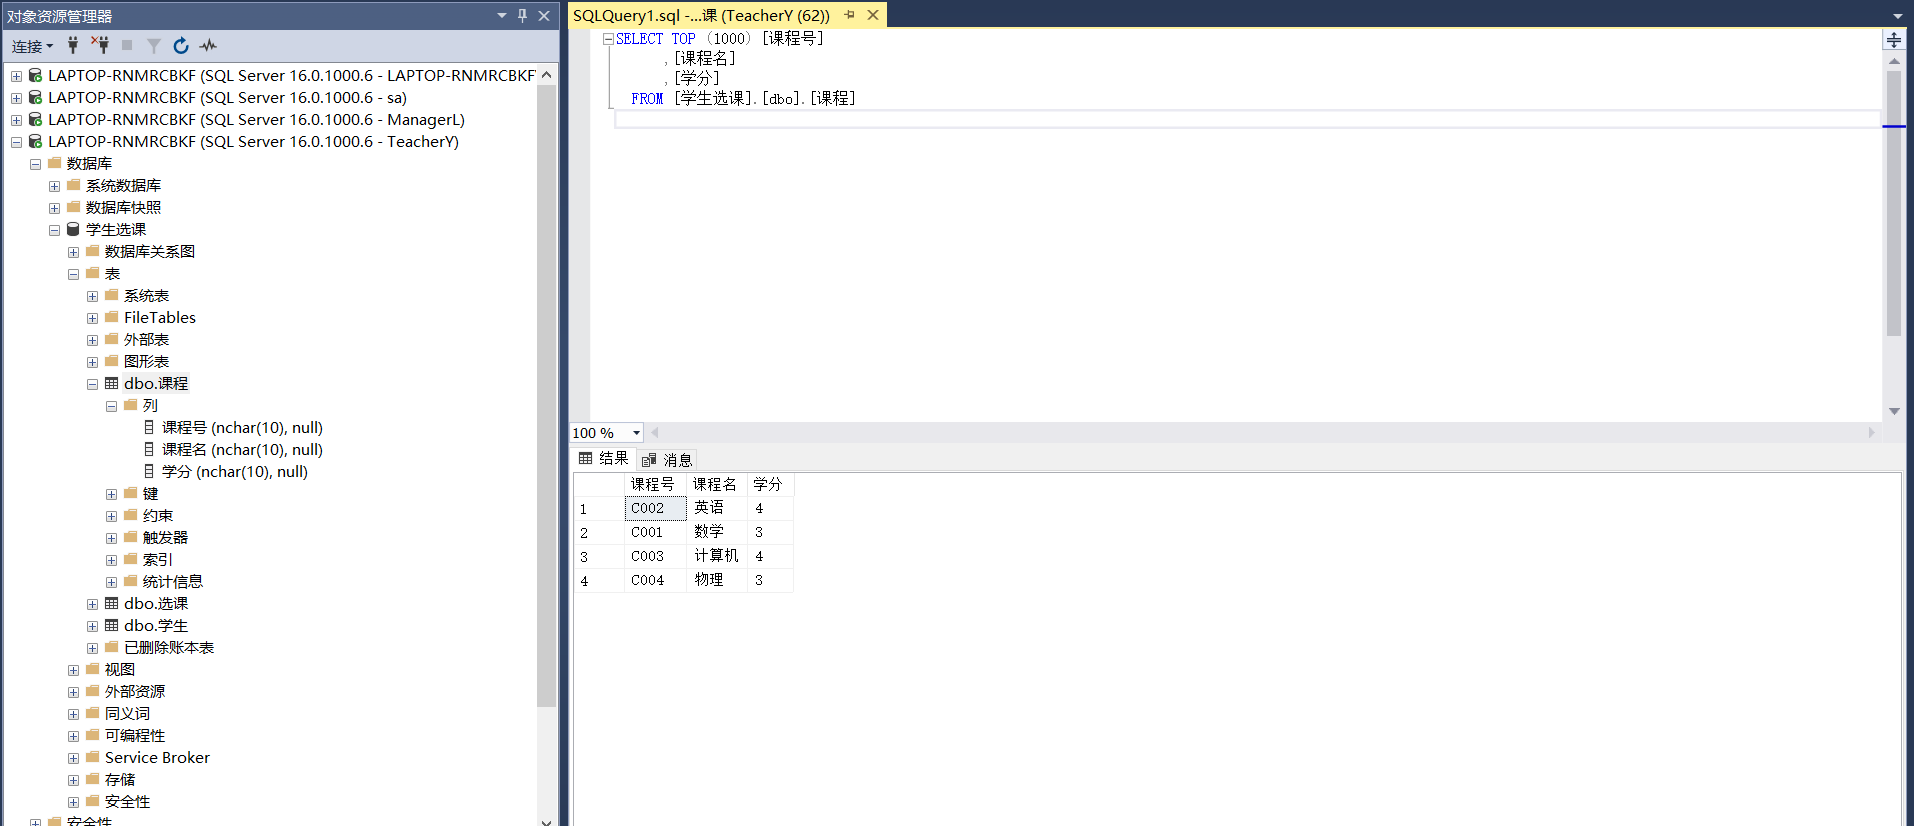 对象资源管理器
连接
LAPTOP-RNMRCBKF (SQL Server 16.0.1000.6 - LAPTOP-RNMRCBKF
LAPTOP-RNMRCBKF (SQL Server 16.0.1000.6 - sa)
LAPTOP-RNMRCBKF (SQL Server 16.0.1000.6 - ManagerL)
LAPTOP-RNMRCBKF (SQL Server 16.0.1000.6 - TeacherY)
数据库
系统数据库
数据库快照
学生选课
数据库关系图
表
系统表
FileTables
外部表
图形表
dbo.课程
列
课程号 (nchar(10), null)
课程名 (nchar(10), null)
学分 (nchar(10), null)
键
约束
触发器
索引
统计信息
dbo.选课
dbo.学生
已删除账本表
视图
外部资源
同义词
可编程性
Service Broker
存储
安全性
安全性
SQLQuery1.sql -...课 (TeacherY (62))
SELECT TOP (1000) [课程号]
,[课程名]
,[学分]
FROM [学生选课].[dbo].[课程]
100 %
结果 消息
课程号 课程名 学分
1 C002 英语 4
2 C001 数学 3
3 C003 计算机 4
4 C004 物理 3